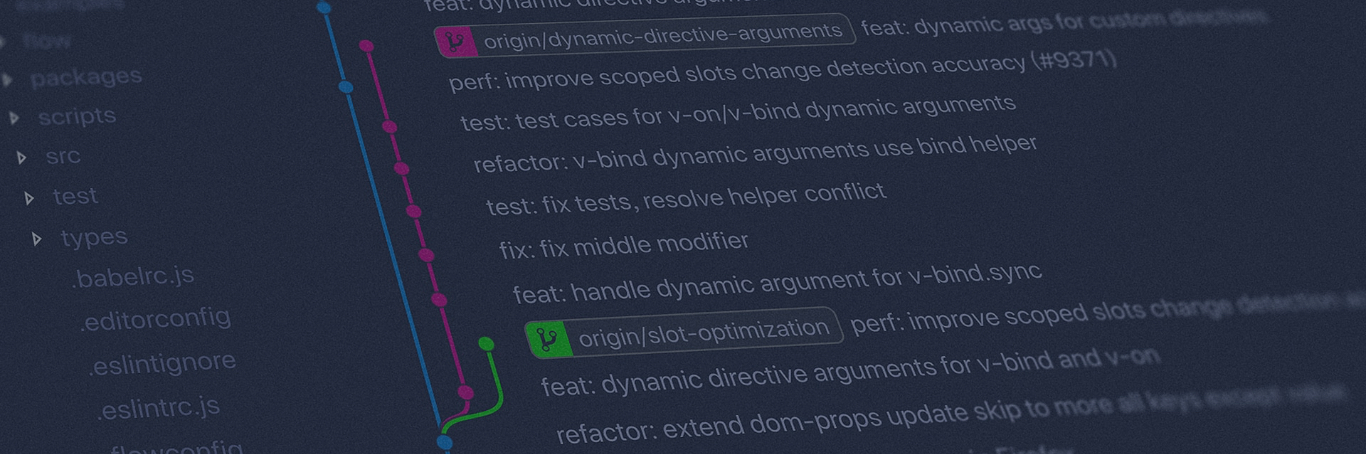 examples
flow
packages
scripts
src
test
types
.babelrc.js
.editorconfig
.eslintignore
.eslintrc.js
.flowconfig
feat: dynamic directive
origin/dynamic-directive-arguments feat: dynamic args for custom directives
perf: improve scoped slots change detection accuracy (#9371)
test: test cases for v-on/v-bind dynamic arguments
refactor: v-bind dynamic arguments use bind helper
test: fix tests, resolve helper conflict
fix: fix middle modifier
feat: handle dynamic argument for v-bind.sync
origin/slot-optimization perf: improve scoped slots change detection
feat: dynamic directive arguments for v-bind and v-on
refactor: extend dom-props update skip to more all keys except value
Firefox